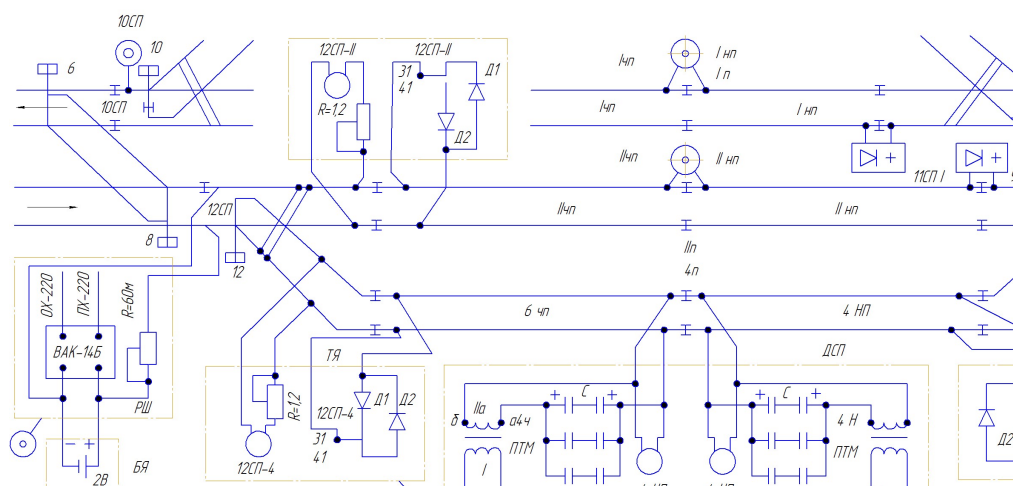 10СП
10
6
10СП
12СП-II
12СП-II
31
41
Д1
Д2
R=1,2
Iчп
I нп
I п
Iчп
I нп
IIчп
II нп
11СП I
12СП
8
12
IIчп
II нп
IIп
4п
6 чп
4 НП
ОХ-220
ПХ-220
R=60м
ВАК-14Б
РШ
БЯ
- +
2В
ТЯ
R=1,2
12СП-4
12СП-4
31
41
Д1
Д2
ДСП
б
IIа
а4ч
I
ПТМ
+ С
+ С +
4 Н
ПТМ
Д2